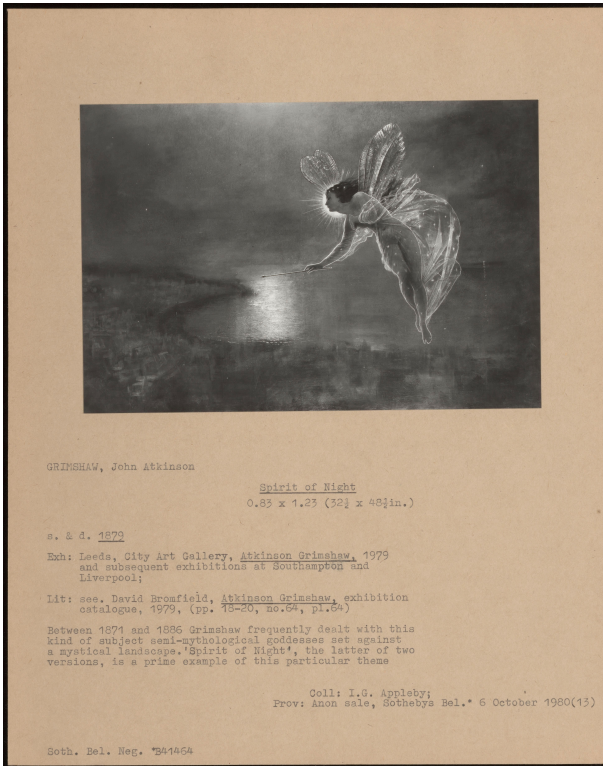 GRIMSHAW, John Atkinson
Spirit of Night
0.83 x 1.23 (32½ x 48½in.)
s. & d. 1879
Exh: Leeds, City Art Gallery, Atkinson Grimshaw, 1979
and subsequent exhibitions at Southampton and
Liverpool;
Lit: see. David Bromfield, Atkinson Grimshaw, exhibition
catalogue, 1979, (pp. 18-20, no.64, pl.64)
Between 1871 and 1886 Grimshaw frequently dealt with this
kind of subject semi-mythological goddesses set against
a mystical landscape.'Spirit of Night', the latter of two
versions, is a prime example of this particular theme
Coll: I.G. Appleby;
Prov: Anon sale, Sothebys Bel.* 6 October 1980(13)
Soth. Bel. Neg. *B41464